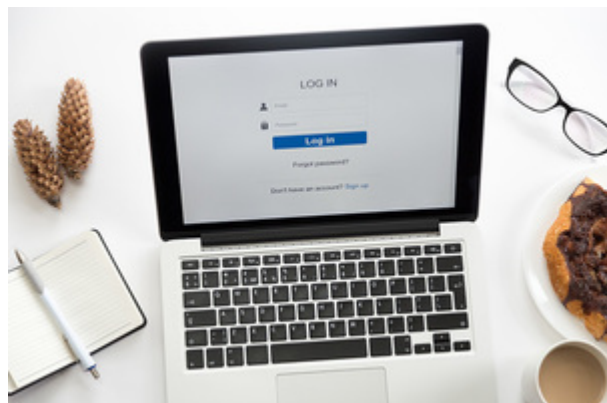 LOG IN
Email
Password
Log In
Forgot password?
Don't have an account? Sign up